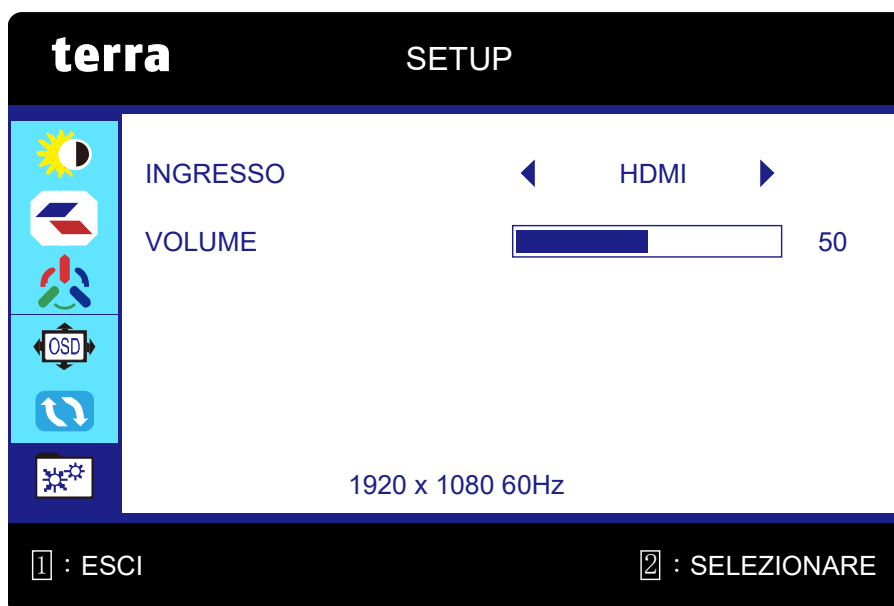 terra SETUP
INGRESSO HDMI
VOLUME 50
OSD
1920 x 1080 60Hz
1 : ESCI 2 : SELEZIONARE